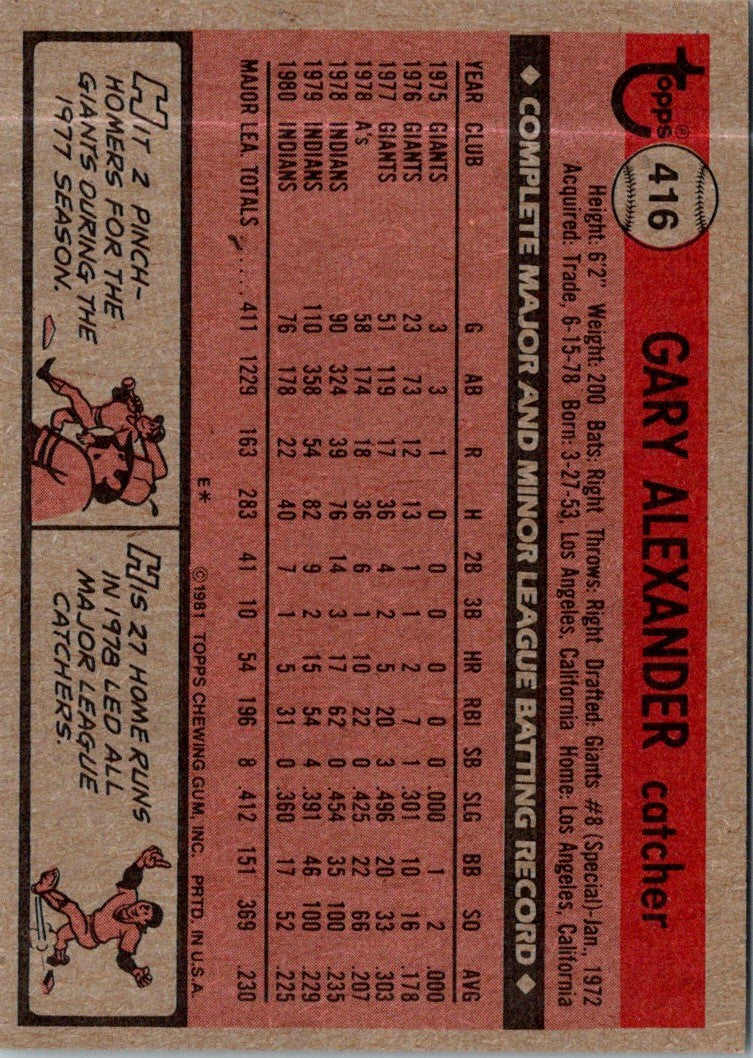 Topps®
416
GARY ALEXANDER catcher
Height: 6'2" Weight: 200 Bats: Right Throws: Right Drafted: Giants #8 (Special)-Jan., 1972
Acquired: Trade, 6-15-78 Born: 3-27-53, Los Angeles, California Home: Los Angeles, California
◆ COMPLETE MAJOR AND MINOR LEAGUE BATTING RECORD ◆
YEAR CLUB G AB R H 2B 3B HR RBI SB SLG BB SO AVG
1975 GIANTS 3 3 1 0 0 0 0 0 0 .000 1 2 .000
1976 GIANTS 23 73 12 13 1 1 2 7 1 .301 10 16 .178
1977 GIANTS 51 119 17 36 4 2 5 20 3 .496 20 33 .303
1978 A's 58 174 18 36 6 1 10 22 0 .425 22 66 .207
1978 INDIANS 90 324 39 76 14 3 17 62 0 .454 35 100 .235
1979 INDIANS 110 358 54 82 9 2 15 54 4 .391 46 100 .229
1980 INDIANS 76 178 22 40 7 1 5 31 0 .360 17 52 .225
MAJOR LEA. TOTALS ..... 411 1229 163 283 41 10 54 196 8 .412 151 369 .230
E* ©1981 TOPPS CHEWING GUM, INC. PRTD. IN U.S.A.
HIT 2 PINCH-
HOMERS FOR THE
GIANTS DURING THE
1977 SEASON.
HIS 27 HOME RUNS
IN 1978 LED ALL
MAJOR LEAGUE
CATCHERS.